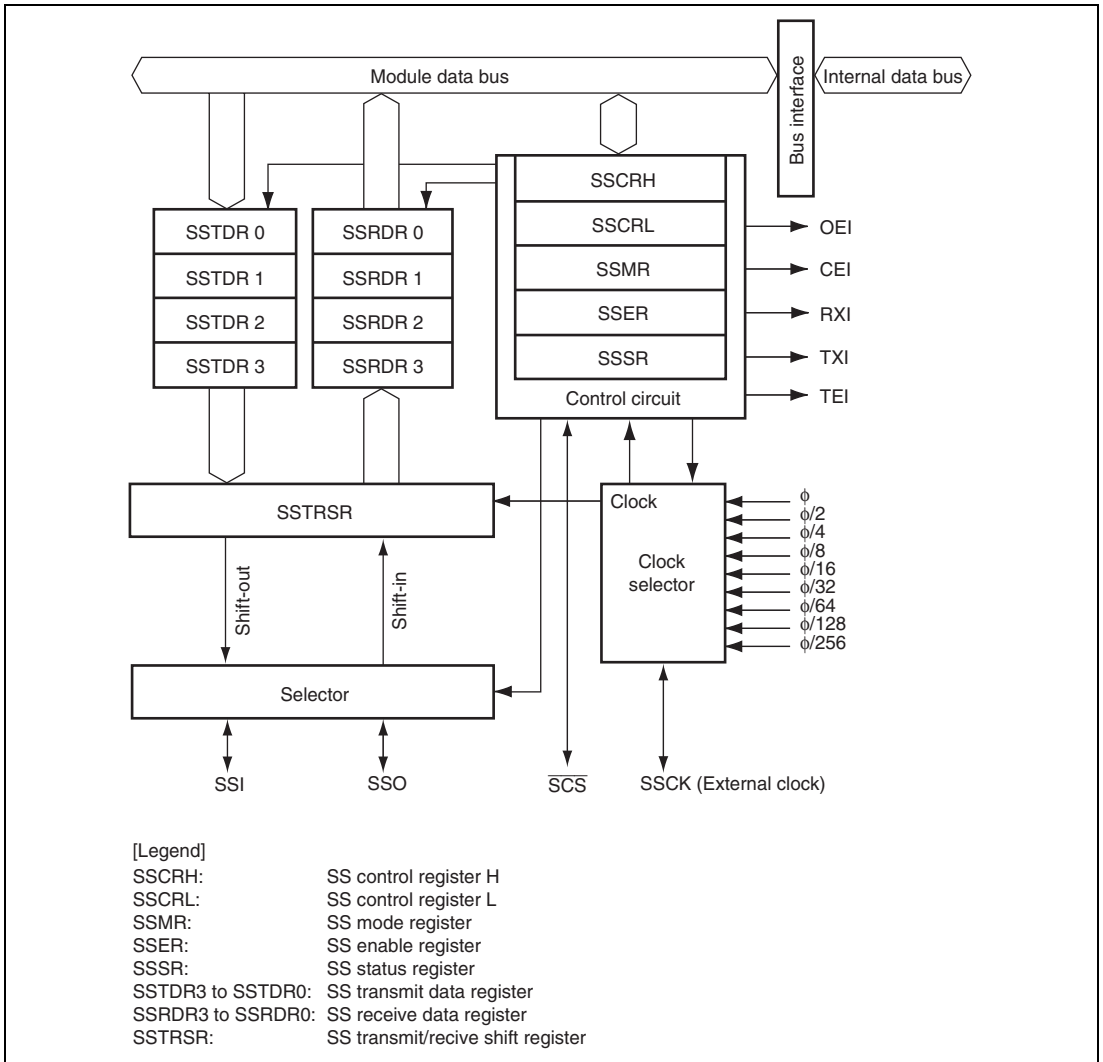 Module data bus
Bus interface
Internal data bus
SSCRH
SSCRL
SSMR
SSER
SSSR
Control circuit
SSTDR 0
SSTDR 1
SSTDR 2
SSTDR 3
SSRDR 0
SSRDR 1
SSRDR 2
SSRDR 3
OEI
CEI
RXI
TXI
TEI
SSTRSR
Clock
Clock
selector
ϕ
ϕ/2
ϕ/4
ϕ/8
ϕ/16
ϕ/32
ϕ/64
ϕ/128
ϕ/256
Shift-out
Shift-in
Selector
SSI
SSO
S̅C̅S̅
SSCK (External clock)
[Legend]
SSCRH: SS control register H
SSCRL: SS control register L
SSMR: SS mode register
SSER: SS enable register
SSSR: SS status register
SSTDR3 to SSTDR0: SS transmit data register
SSRDR3 to SSRDR0: SS receive data register
SSTRSR: SS transmit/recive shift register